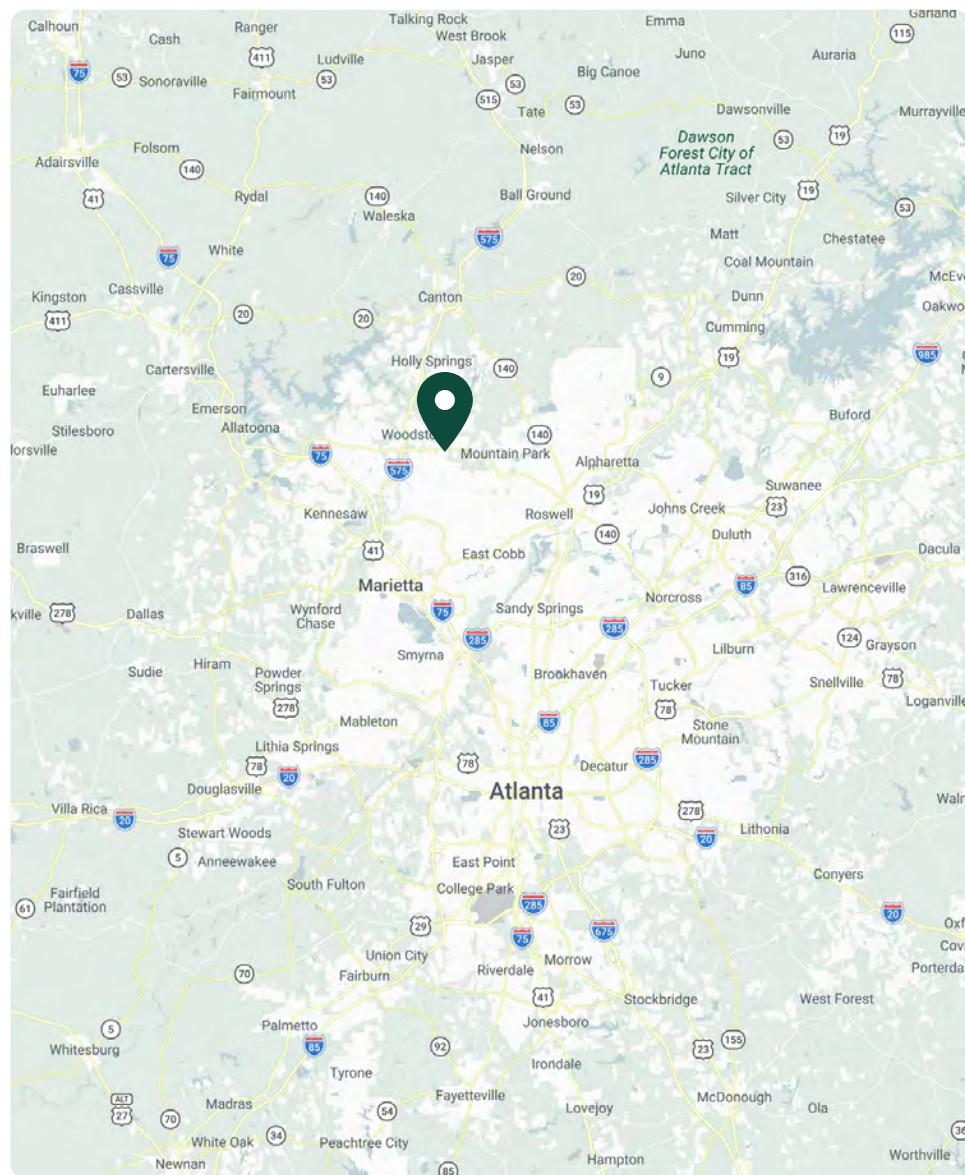 Talking Rock
Emma
Garland
Calhoun
Cash
Ranger
West Brook
115
411
Ludville
Jasper
Juno
Auraria
75
53
Sonoraville
53
Big Canoe
Fairmount
515
53
Tate
53
Dawsonville
Murrayville
Dawson
Forest City of
Atlanta Tract
53
19
Adairsville
Folsom
Nelson
140
Ball Ground
19
41
Rydal
140
Silver City
53
Waleska
575
Matt
Chestatee
75
White
Coal Mountain
20
Kingston
Cassville
Canton
Dunn
411
20
20
Cumming
Cartersville
Holly Springs
19
985
140
9
Euharlee
Emerson
Buford
Stilesboro
Allatoona
Woodsto
140
75
575
Mountain Park
Alpharetta
Suwanee
19
23
Kennesaw
Roswell
Johns Creek
140
Duluth
Braswell
41
East Cobb
Dacula
316
Marietta
85
Lawrenceville
278
Dallas
Wynford
Chase
75
Sandy Springs
Norcross
285
285
124
Grayson
Smyrna
Lilburn
Sudie
Hiram
Powder
Springs
Brookhaven
Tucker
Snellville
78
278
78
Loganville
Mableton
85
Stone
Mountain
Lithia Springs
78
20
78
Decatur
285
Douglasville
Atlanta
Villa Rica
20
278
Stewart Woods
23
20
Lithonia
5
Anneewakee
East Point
Conyers
South Fulton
College Park
Fairfield
Plantation
61
285
20
29
75
675
Union City
Morrow
70
Fairburn
Riverdale
41
Stockbridge
West Forest
5
Palmetto
Jonesboro
Whitesburg
85
92
23
155
Irondale
Tyrone
ALT
27
Madras
Fayetteville
McDonough
70
54
Lovejoy
Ola
White Oak
34
Peachtree City
Newnan
85
Hampton
Worthville